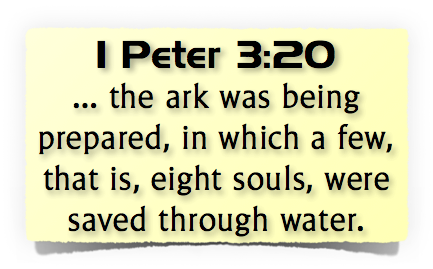 1 Peter 3:20
... the ark was being
prepared, in which a few,
that is, eight souls, were
saved through water.